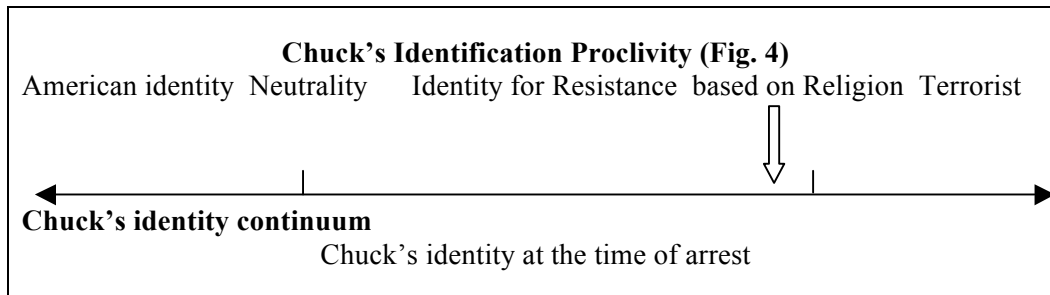 Chuck’s Identification Proclivity (Fig. 4)
American identity Neutrality Identity for Resistance based on Religion Terrorist
Chuck’s identity continuum
Chuck’s identity at the time of arrest